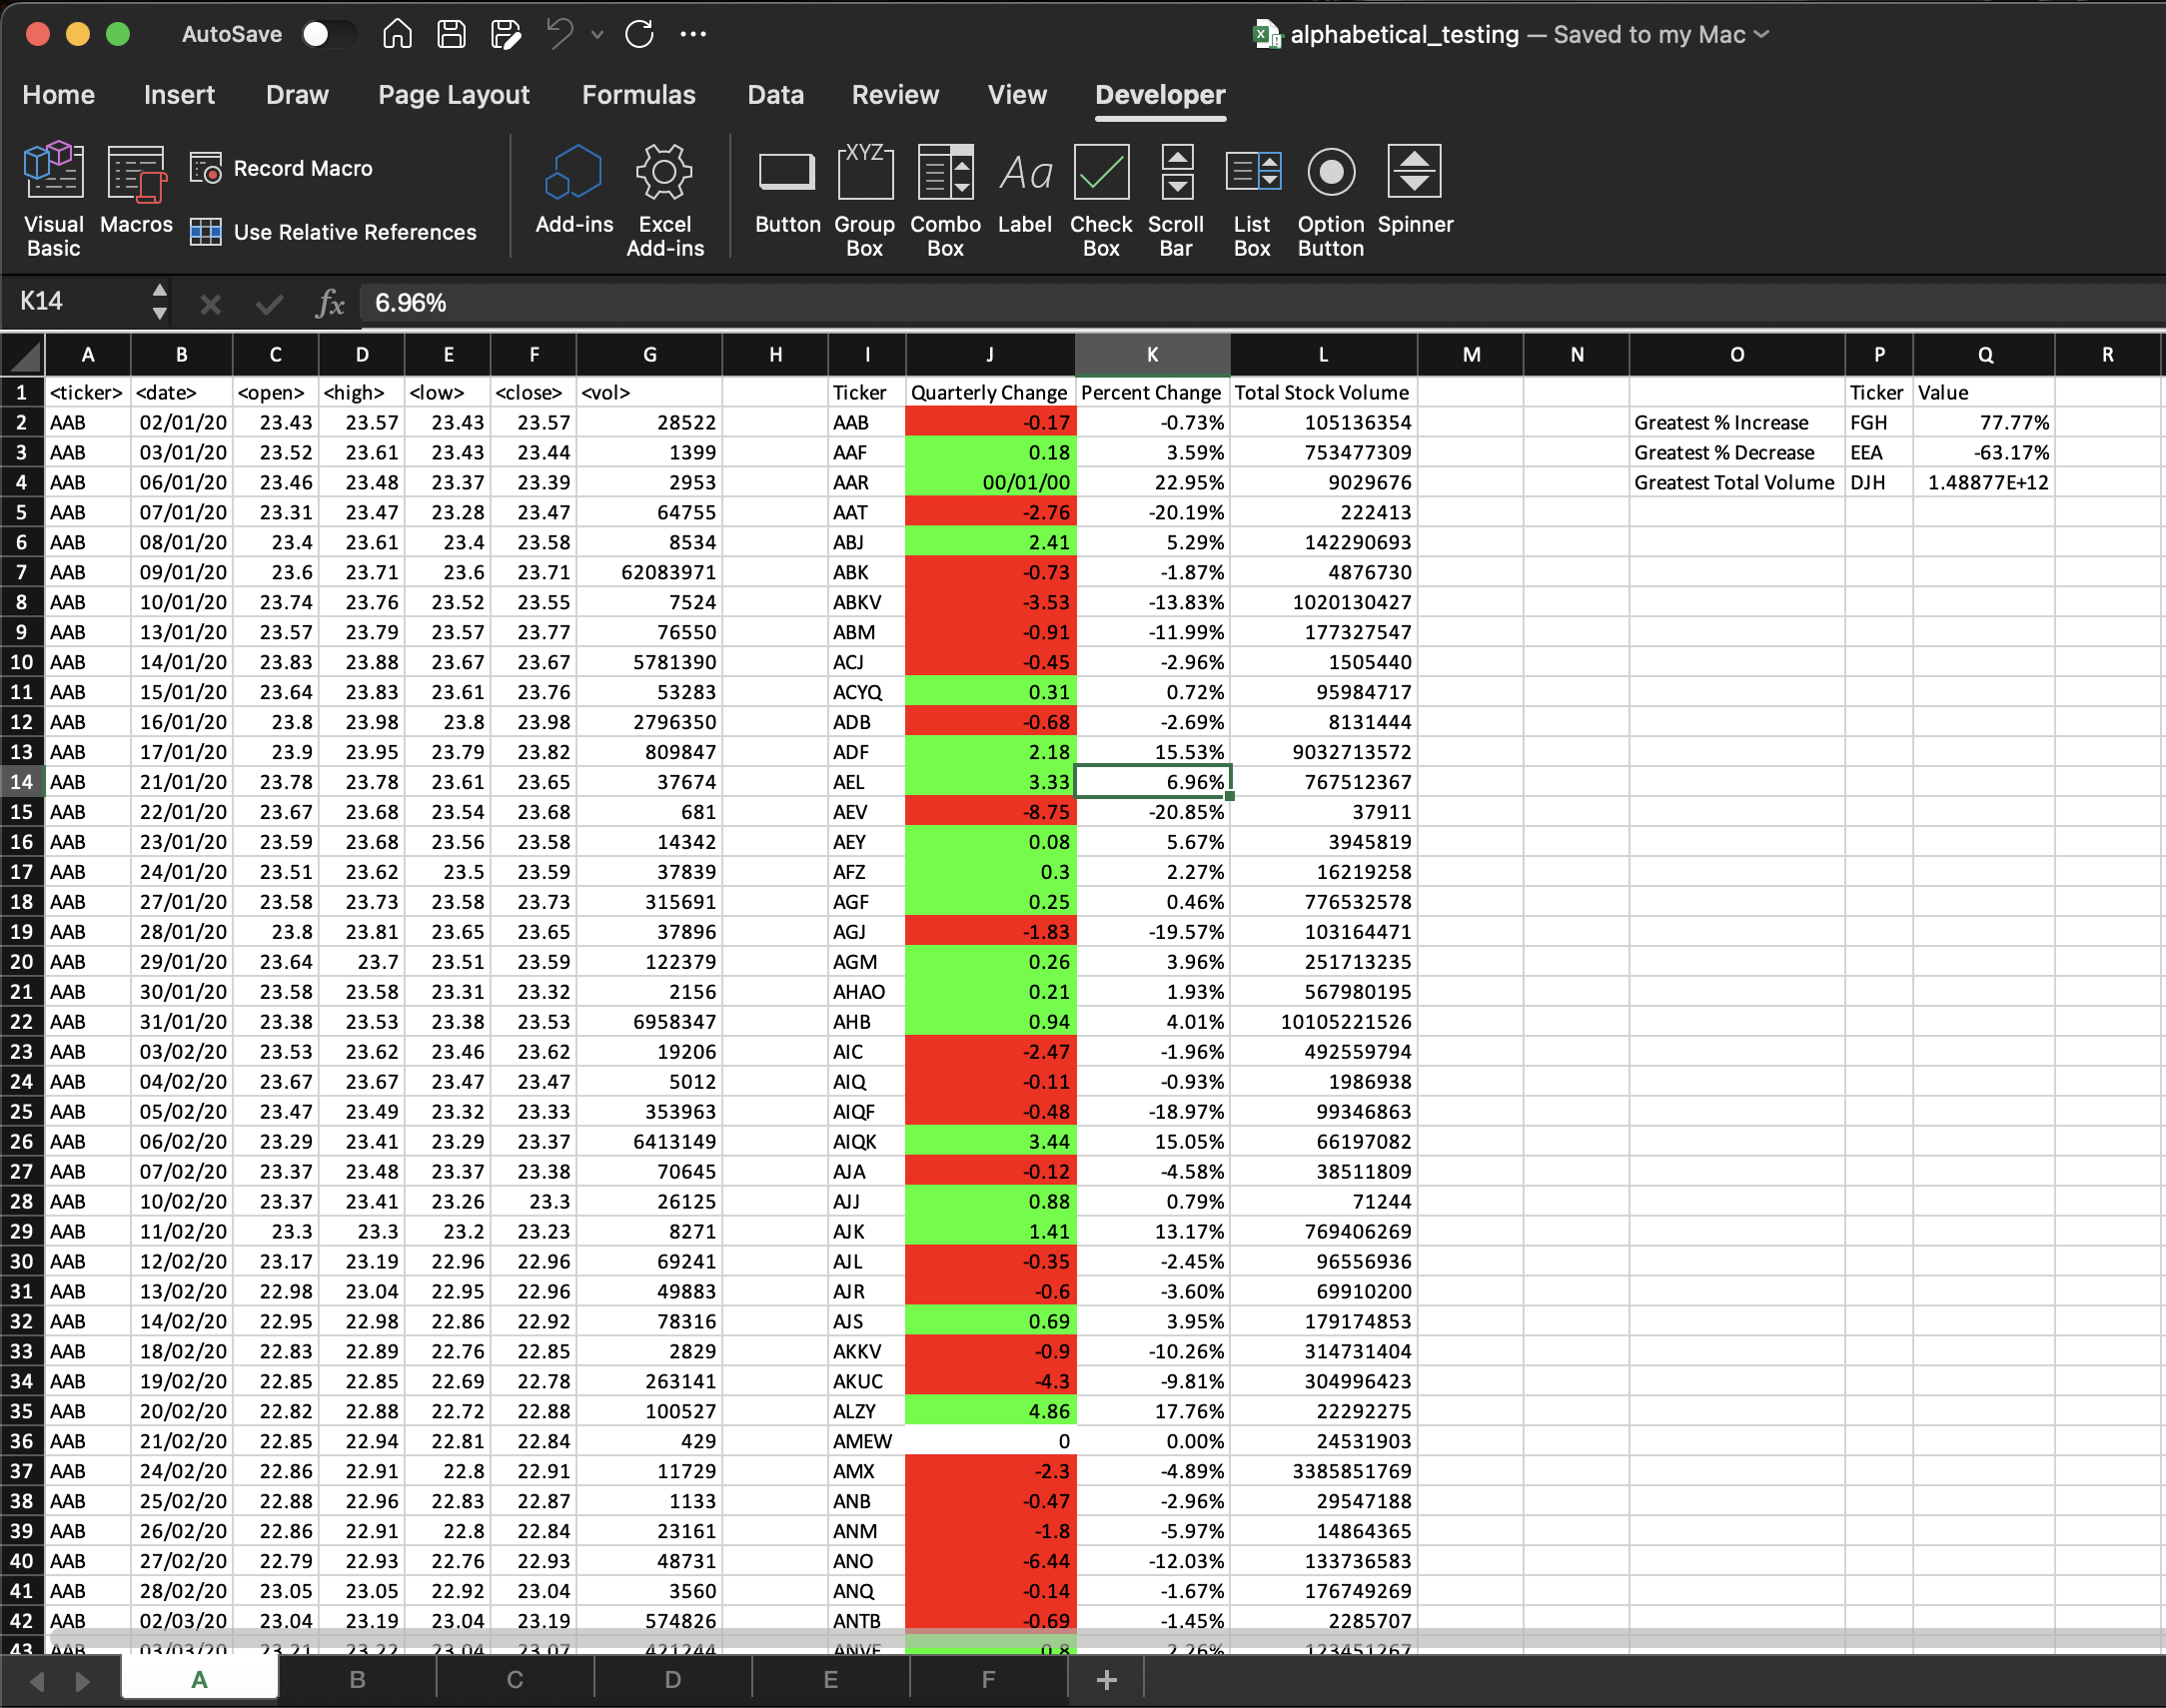 AutoSave alphabetical_testing — Saved to my Mac
Home Insert Draw Page Layout Formulas Data Review View Developer
Visual Basic Macros Record Macro Use Relative References Add-ins Excel Add-ins Button Group Box Combo Box Label Check Box Scroll Bar List Box Option Button Spinner
XYZ Aa
K14 fx 6.96%
A B C D E F G H I J K L M N O P Q R
1 <ticker> <date> <open> <high> <low> <close> <vol> Ticker Quarterly Change Percent Change Total Stock Volume Ticker Value
2 AAB 02/01/20 23.43 23.57 23.43 23.57 28522 AAB -0.17 -0.73% 105136354 Greatest % Increase FGH 77.77%
3 AAB 03/01/20 23.52 23.61 23.43 23.44 1399 AAF 0.18 3.59% 753477309 Greatest % Decrease EEA -63.17%
4 AAB 06/01/20 23.46 23.48 23.37 23.39 2953 AAR 00/01/00 22.95% 9029676 Greatest Total Volume DJH 1.48877E+12
5 AAB 07/01/20 23.31 23.47 23.28 23.47 64755 AAT -2.76 -20.19% 222413
6 AAB 08/01/20 23.4 23.61 23.4 23.58 8534 ABJ 2.41 5.29% 142290693
7 AAB 09/01/20 23.6 23.71 23.6 23.71 62083971 ABK -0.73 -1.87% 4876730
8 AAB 10/01/20 23.74 23.76 23.52 23.55 7524 ABKV -3.53 -13.83% 1020130427
9 AAB 13/01/20 23.57 23.79 23.57 23.77 76550 ABM -0.91 -11.99% 177327547
10 AAB 14/01/20 23.83 23.88 23.67 23.67 5781390 ACJ -0.45 -2.96% 1505440
11 AAB 15/01/20 23.64 23.83 23.61 23.76 53283 ACYQ 0.31 0.72% 95984717
12 AAB 16/01/20 23.8 23.98 23.8 23.98 2796350 ADB -0.68 -2.69% 8131444
13 AAB 17/01/20 23.9 23.95 23.79 23.82 809847 ADF 2.18 15.53% 9032713572
14 AAB 21/01/20 23.78 23.78 23.61 23.65 37674 AEL 3.33 6.96% 767512367
15 AAB 22/01/20 23.67 23.68 23.54 23.68 681 AEV -8.75 -20.85% 37911
16 AAB 23/01/20 23.59 23.68 23.56 23.58 14342 AEY 0.08 5.67% 3945819
17 AAB 24/01/20 23.51 23.62 23.5 23.59 37839 AFZ 0.3 2.27% 16219258
18 AAB 27/01/20 23.58 23.73 23.58 23.73 315691 AGF 0.25 0.46% 776532578
19 AAB 28/01/20 23.8 23.81 23.65 23.65 37896 AGJ -1.83 -19.57% 103164471
20 AAB 29/01/20 23.64 23.7 23.51 23.59 122379 AGM 0.26 3.96% 251713235
21 AAB 30/01/20 23.58 23.58 23.31 23.32 2156 AHAO 0.21 1.93% 567980195
22 AAB 31/01/20 23.38 23.53 23.38 23.53 6958347 AHB 0.94 4.01% 10105221526
23 AAB 03/02/20 23.53 23.62 23.46 23.62 19206 AIC -2.47 -1.96% 492559794
24 AAB 04/02/20 23.67 23.67 23.47 23.47 5012 AIQ -0.11 -0.93% 1986938
25 AAB 05/02/20 23.47 23.49 23.32 23.33 353963 AIQF -0.48 -18.97% 99346863
26 AAB 06/02/20 23.29 23.41 23.29 23.37 6413149 AIQK 3.44 15.05% 66197082
27 AAB 07/02/20 23.37 23.48 23.37 23.38 70645 AJA -0.12 -4.58% 38511809
28 AAB 10/02/20 23.37 23.41 23.26 23.3 26125 AJJ 0.88 0.79% 71244
29 AAB 11/02/20 23.3 23.3 23.2 23.23 8271 AJK 1.41 13.17% 769406269
30 AAB 12/02/20 23.17 23.19 22.96 22.96 69241 AJL -0.35 -2.45% 96556936
31 AAB 13/02/20 22.98 23.04 22.95 22.96 49883 AJR -0.6 -3.60% 69910200
32 AAB 14/02/20 22.95 22.98 22.86 22.92 78316 AJS 0.69 3.95% 179174853
33 AAB 18/02/20 22.83 22.89 22.76 22.85 2829 AKKV -0.9 -10.26% 314731404
34 AAB 19/02/20 22.85 22.85 22.69 22.78 263141 AKUC -4.3 -9.81% 304996423
35 AAB 20/02/20 22.82 22.88 22.72 22.88 100527 ALZY 4.86 17.76% 22292275
36 AAB 21/02/20 22.85 22.94 22.81 22.84 429 AMEW 0 0.00% 24531903
37 AAB 24/02/20 22.86 22.91 22.8 22.91 11729 AMX -2.3 -4.89% 3385851769
38 AAB 25/02/20 22.88 22.96 22.83 22.87 1133 ANB -0.47 -2.96% 29547188
39 AAB 26/02/20 22.86 22.91 22.8 22.84 23161 ANM -1.8 -5.97% 14864365
40 AAB 27/02/20 22.79 22.93 22.76 22.93 48731 ANO -6.44 -12.03% 133736583
41 AAB 28/02/20 23.05 23.05 22.92 23.04 3560 ANQ -0.14 -1.67% 176749269
42 AAB 02/03/20 23.04 23.19 23.04 23.19 574826 ANTB -0.69 -1.45% 2285707
43 AAB 03/03/20 23.21 23.22 23.04 23.07 421244 0.8 2.26% 123451267
A B C D E F +